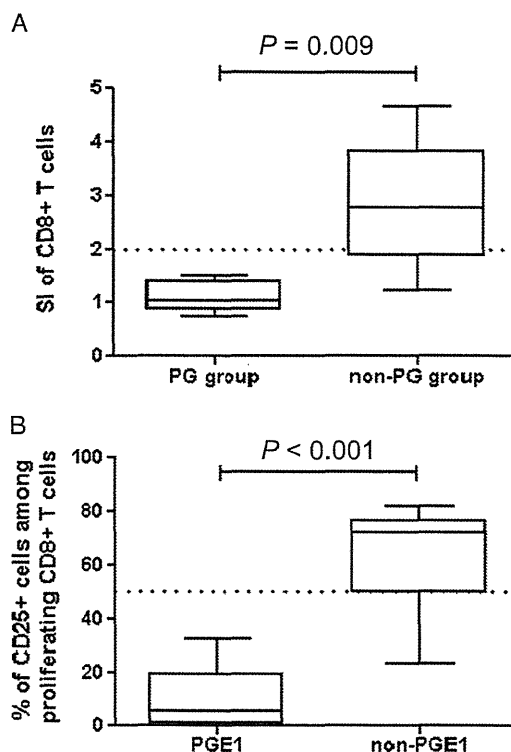 A
P = 0.009
5
4
3
2
1
0
SI of CD8+ T cells
PG group
non-PG group
B
P < 0.001
100
80
60
40
20
0
% of CD25+ cells among
proliferating CD8+ T cells
PGE1
non-PGE1